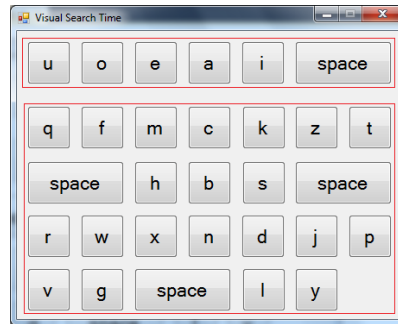 Visual Search Time
u o e a i space
q f m c k z t
space h b s space
r w x n d j p
v g space l y